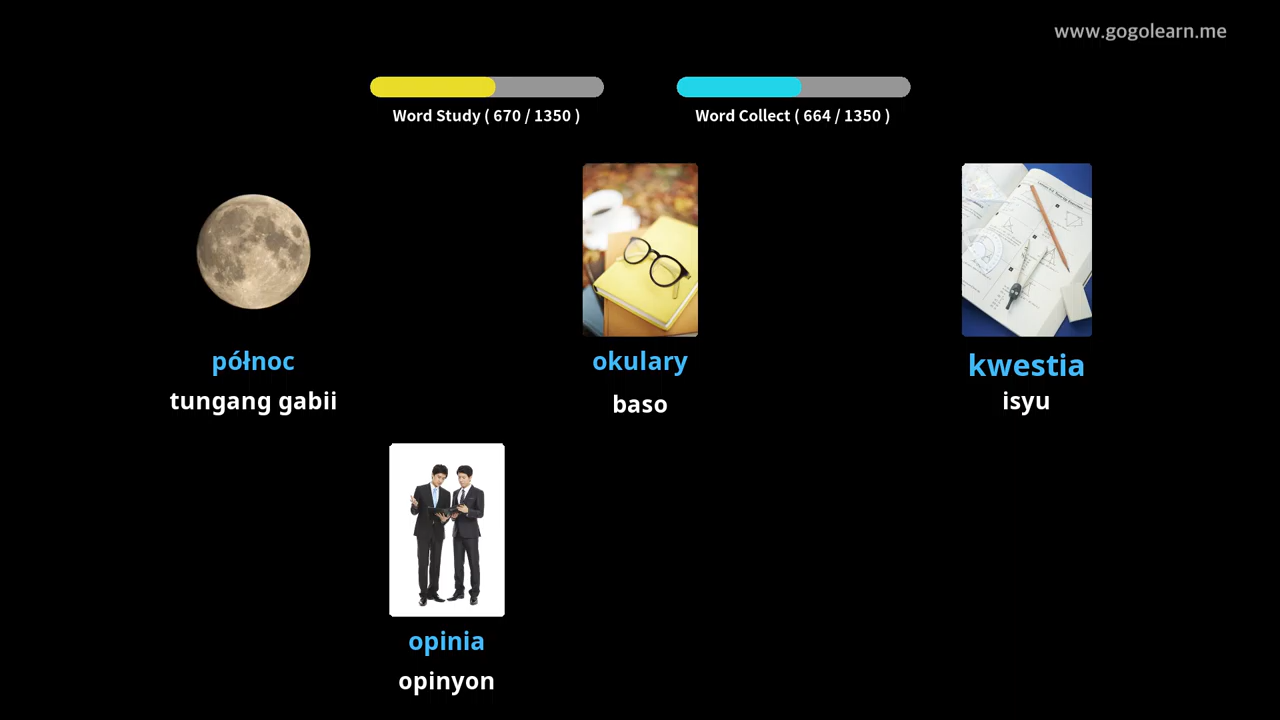 www.gogolearn.me
Word Study ( 670 / 1350 )
Word Collect ( 664 / 1350 )
północ
okulary
kwestia
tungang gabii
baso
isyu
opinia
opinyon